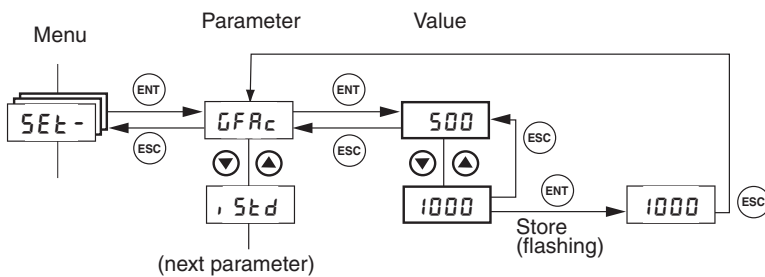 Menu
Parameter
Value
ENT
ENT
SEt-
GFAc
500
ESC
ESC
ESC
iStd
1000
ENT
1000
ESC
Store
(flashing)
(next parameter)